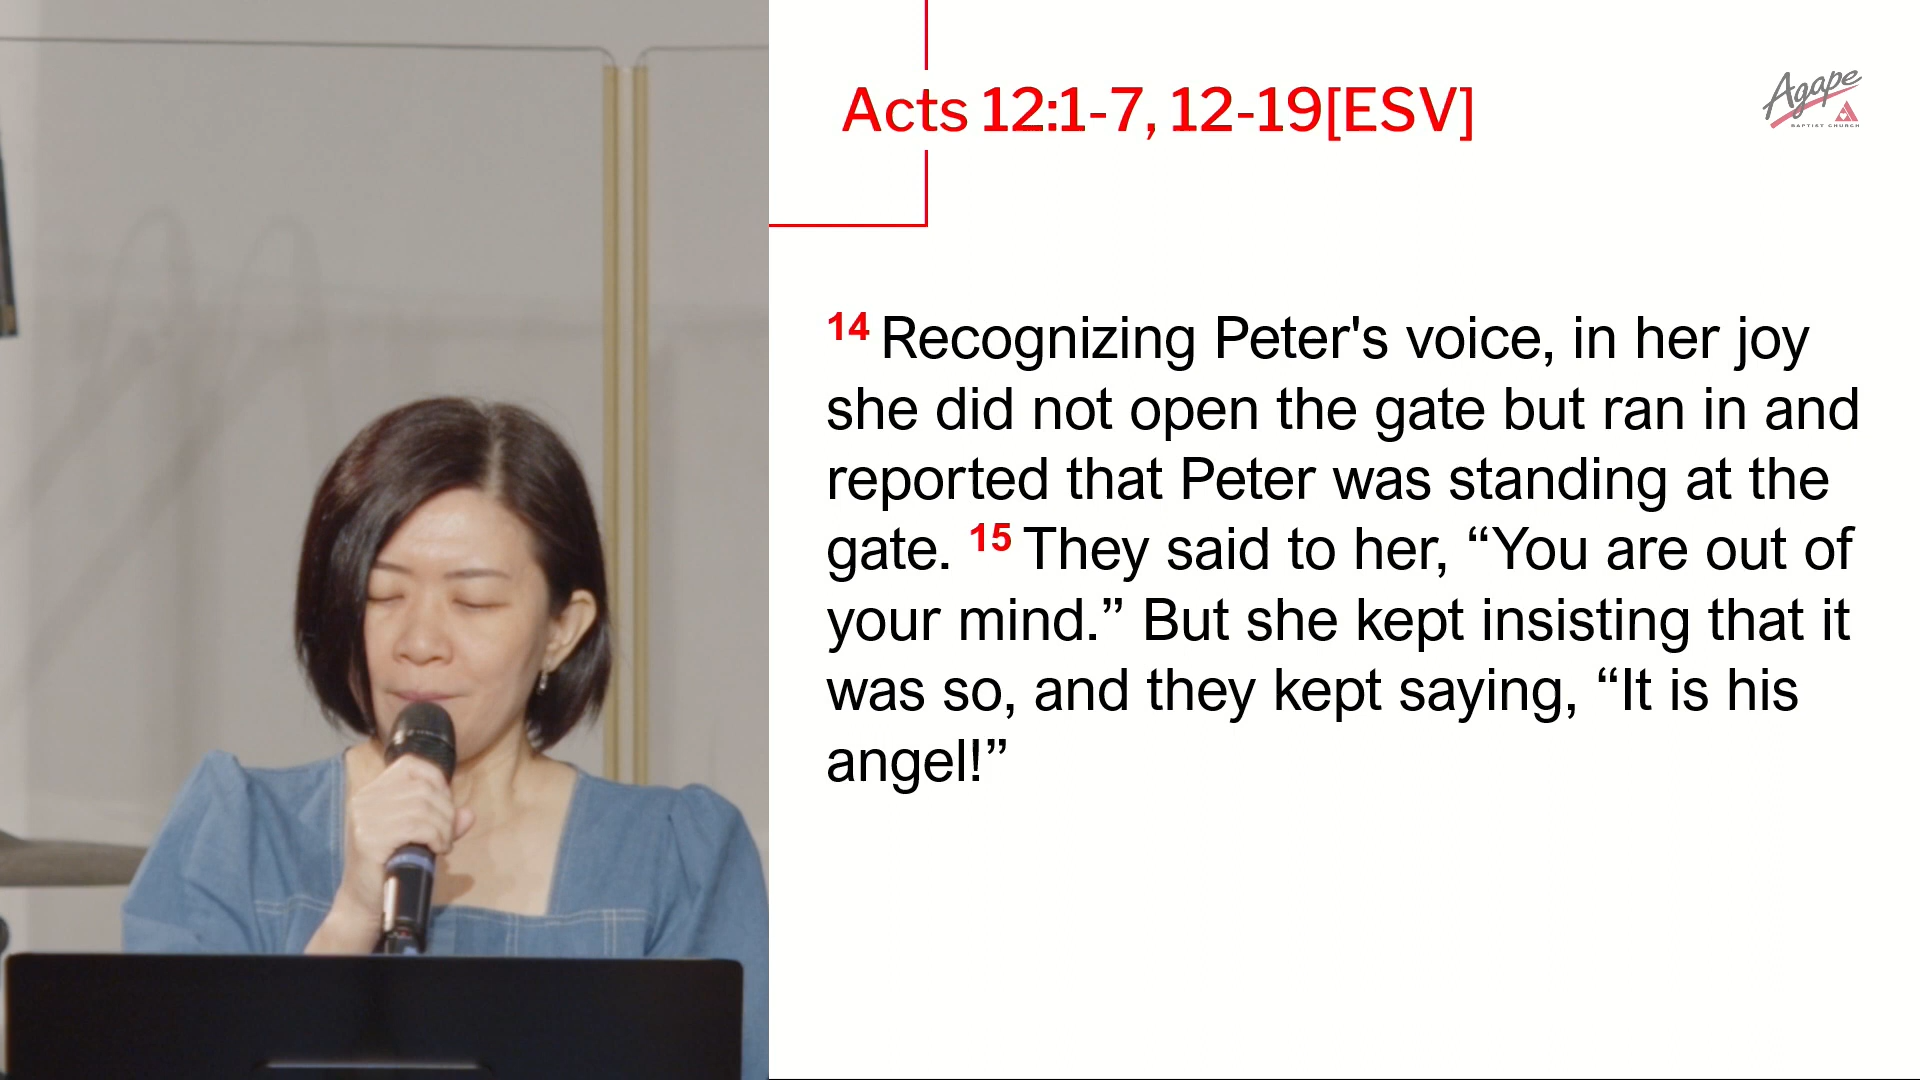 Acts 12:1-7, 12-19[ESV]
Agape
BAPTIST CHURCH
14 Recognizing Peter's voice, in her joy
she did not open the gate but ran in and
reported that Peter was standing at the
gate. 15 They said to her, “You are out of
your mind.” But she kept insisting that it
was so, and they kept saying, “It is his
angel!”